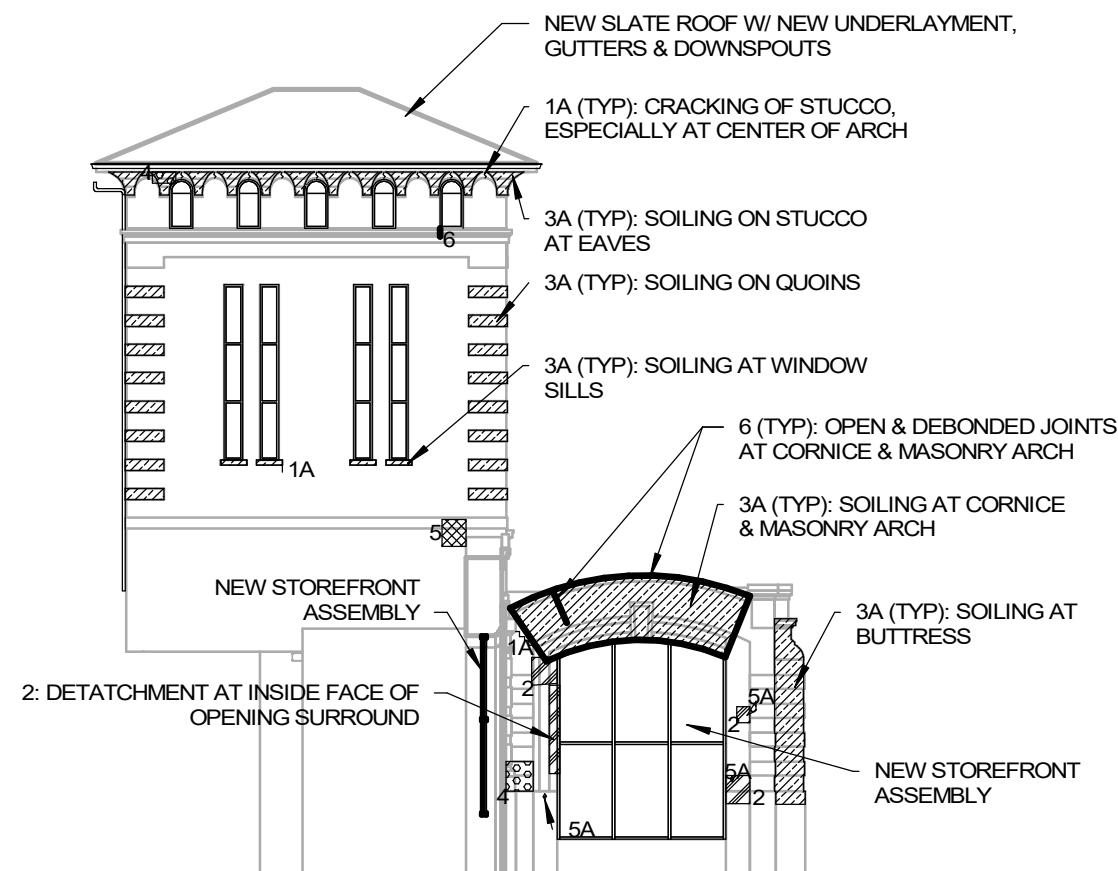 NEW SLATE ROOF W/ NEW UNDERLAYMENT,
GUTTERS & DOWNSPOUTS
1A (TYP): CRACKING OF STUCCO,
ESPECIALLY AT CENTER OF ARCH
4
3A (TYP): SOILING ON STUCCO
AT EAVES
6
3A (TYP): SOILING ON QUOINS
3A (TYP): SOILING AT WINDOW
SILLS
1A
6 (TYP): OPEN & DEBONDED JOINTS
AT CORNICE & MASONRY ARCH
3A (TYP): SOILING AT CORNICE
& MASONRY ARCH
5
NEW STOREFRONT
ASSEMBLY
3A (TYP): SOILING AT
BUTTRESS
1A
2
2: DETATCHMENT AT INSIDE FACE OF
OPENING SURROUND
5A
2
5A
2
4
5A
NEW STOREFRONT
ASSEMBLY